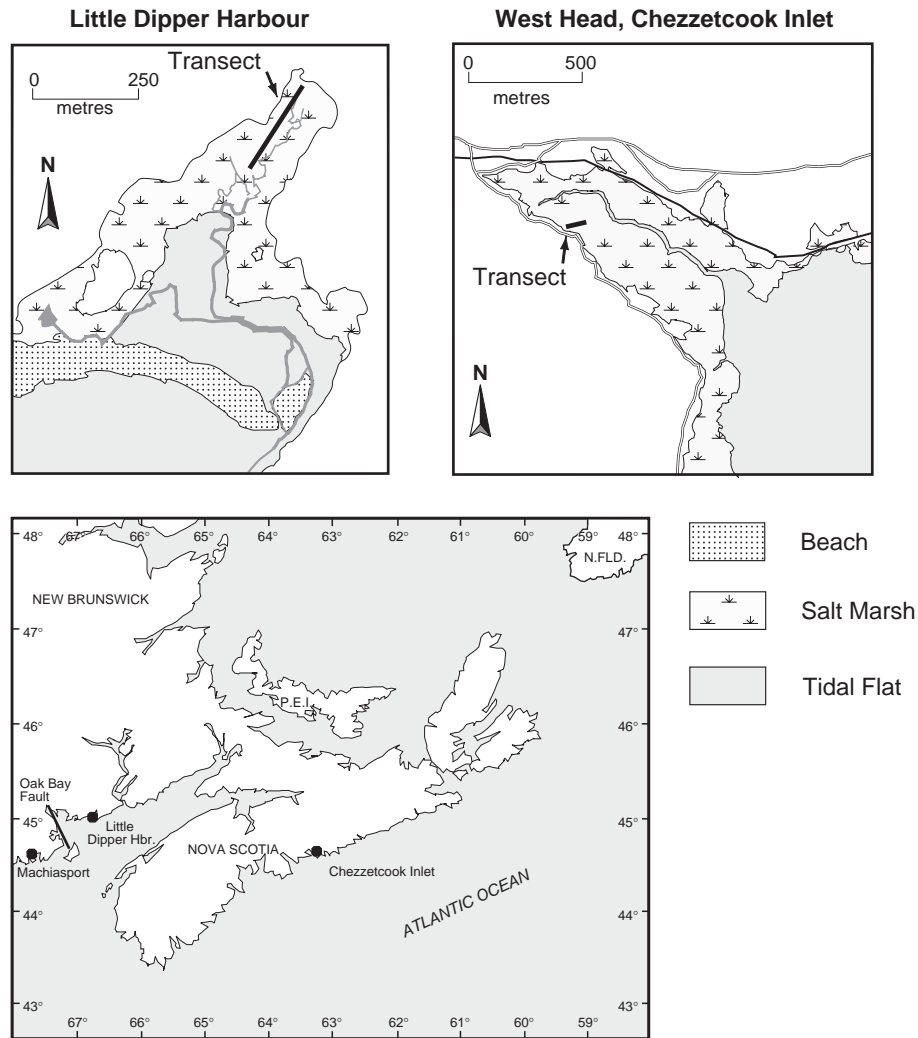 Little Dipper Harbour
0 250
metres
Transect
N
West Head, Chezzetcook Inlet
0 500
metres
Transect
N
48° 67° 66° 65° 64° 63° 62° 61° 60° 59° 48°
N.FLD.
NEW BRUNSWICK
47° 47°
P.E.I.
46° 46°
Oak Bay
Fault
45° 45°
Little
Dipper Hbr.
NOVA SCOTIA
Machiasport
Chezzetcook Inlet
44° 44°
ATLANTIC OCEAN
43° 43°
67° 66° 65° 64° 63° 62° 61° 60° 59°
Beach
Salt Marsh
Tidal Flat